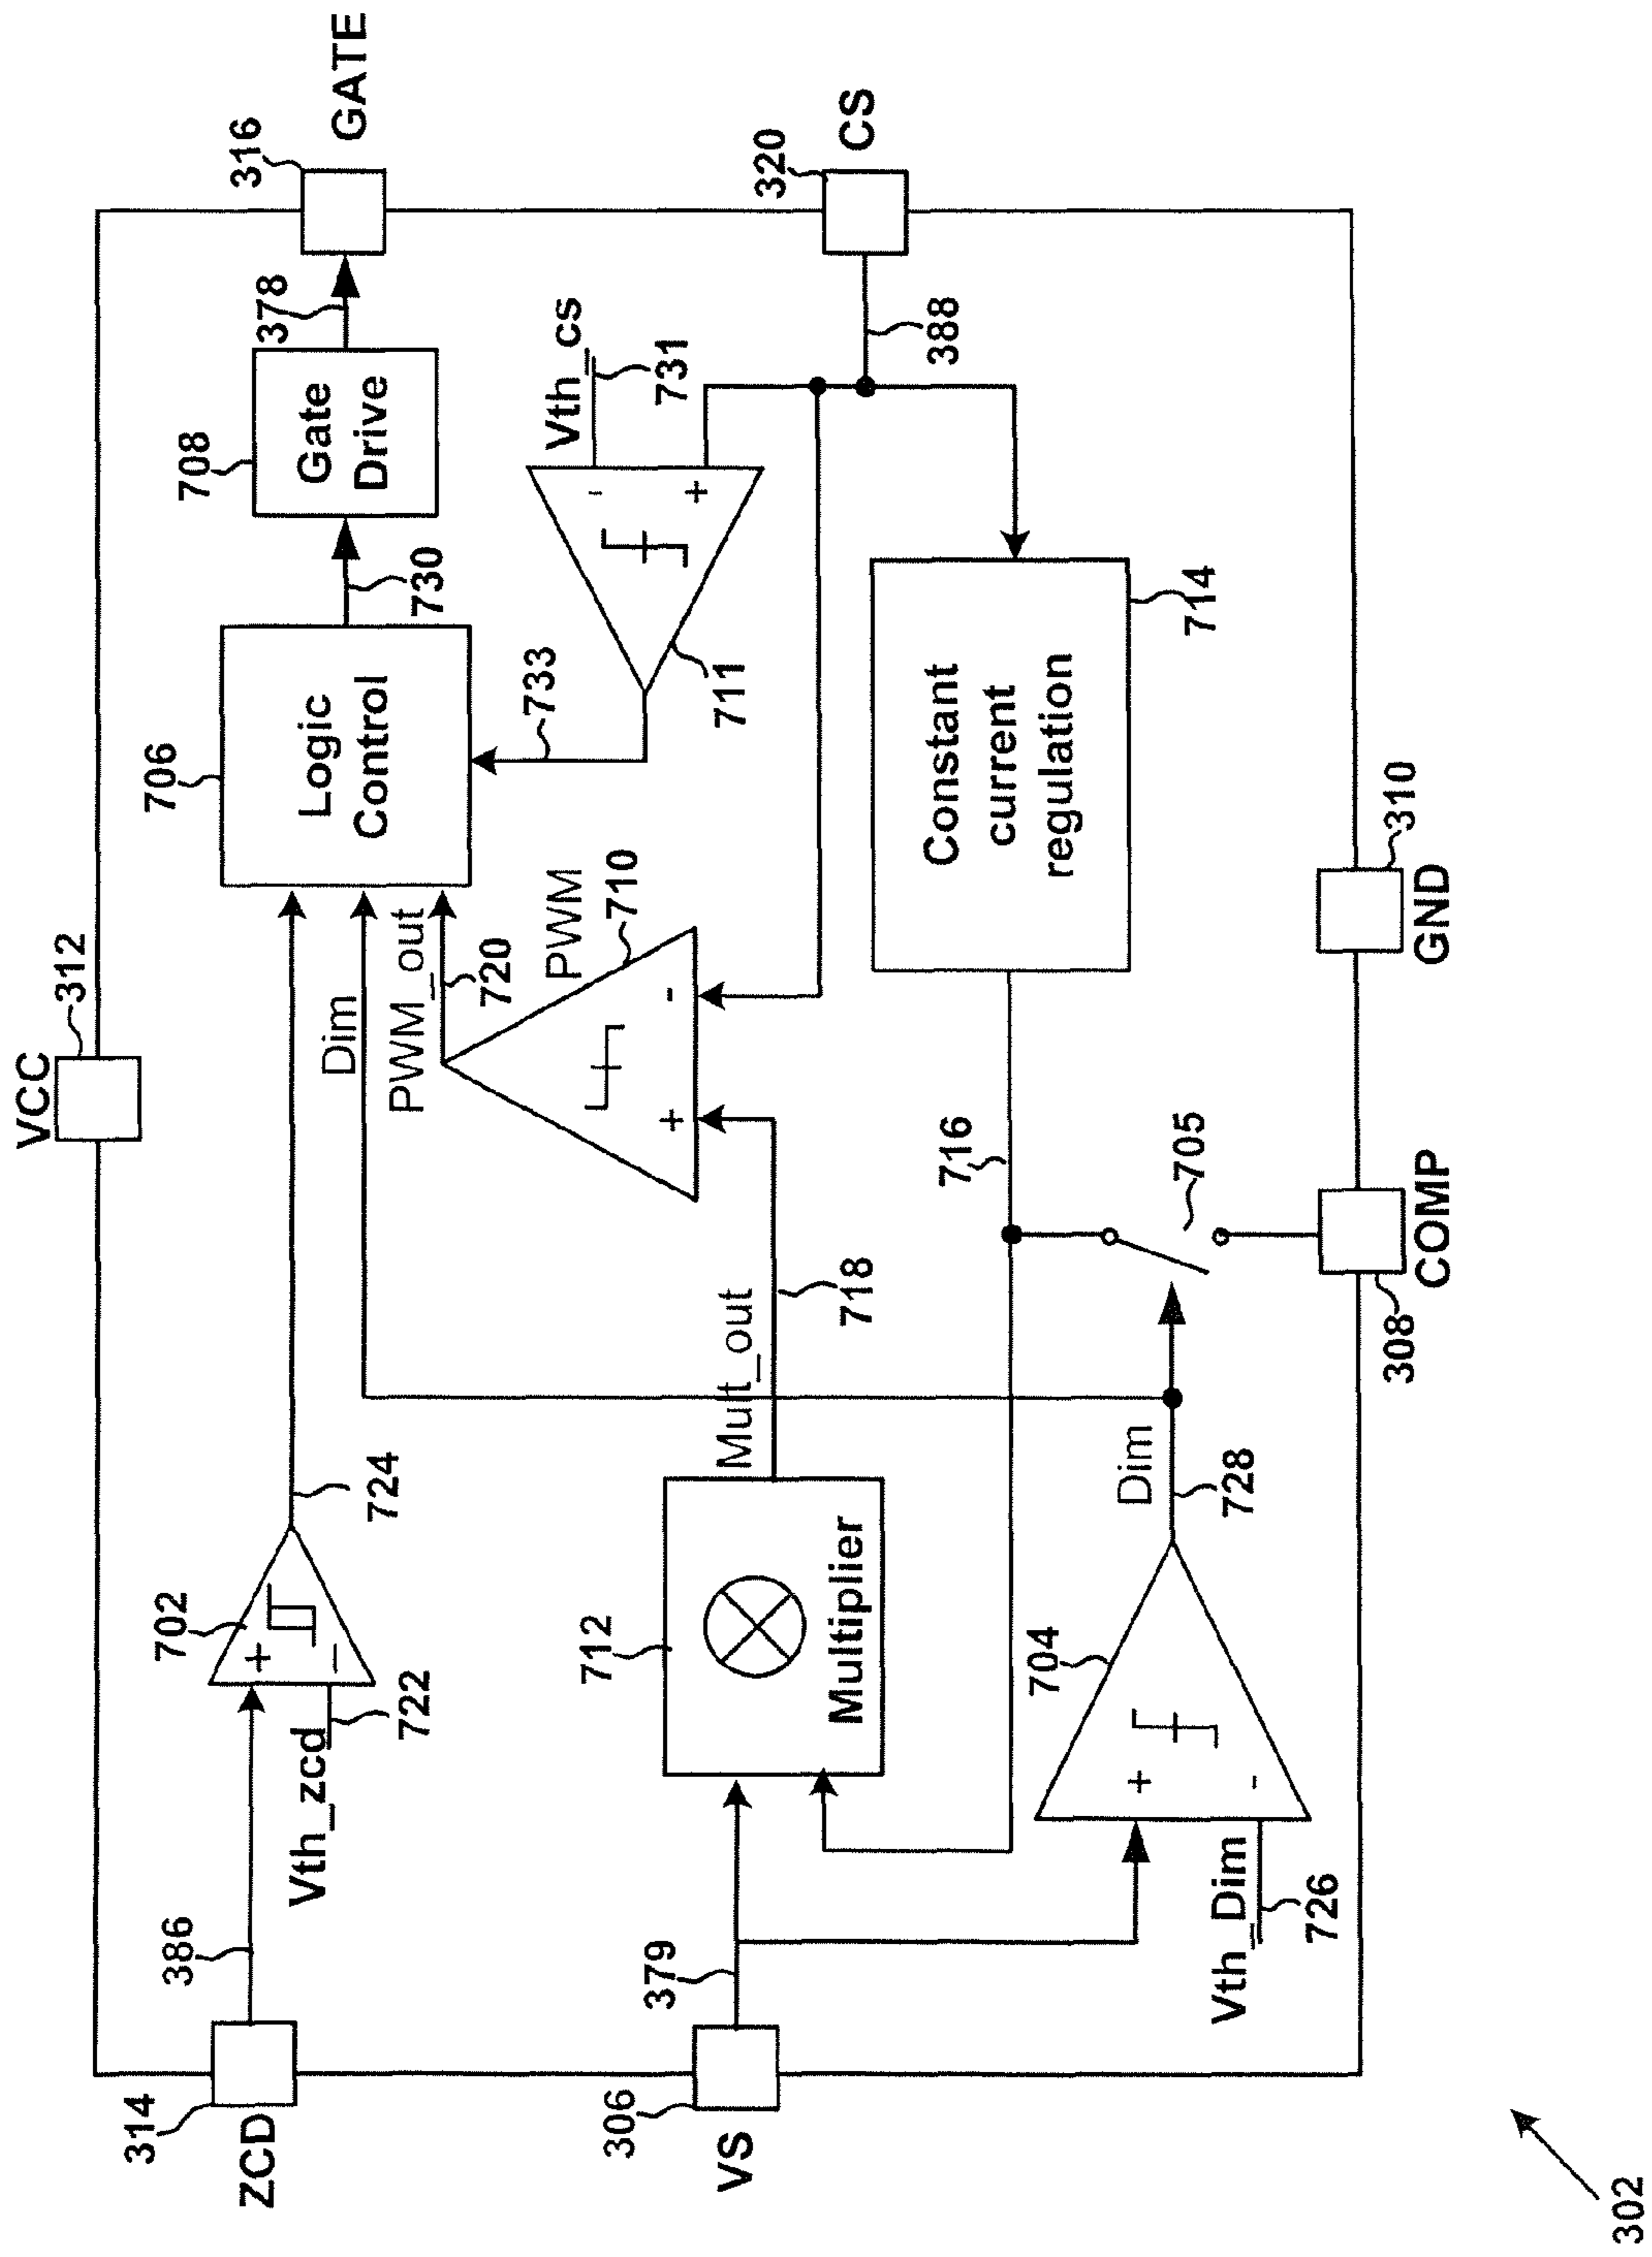 VCC
312
314
ZCD
386
Vth_zcd
722
702
+
–
724
Dim
PWM_out
720
PWM
710
+
-
706
Logic
Control
730
708
Gate
Drive
378
316
GATE
733
711
-
+
Vth_cs
731
320
CS
388
306
VS
379
712
Multiplier
Mult_out
718
Constant
current
regulation
714
716
704
+
-
Vth_Dim
726
Dim
728
705
308
COMP
310
GND
302